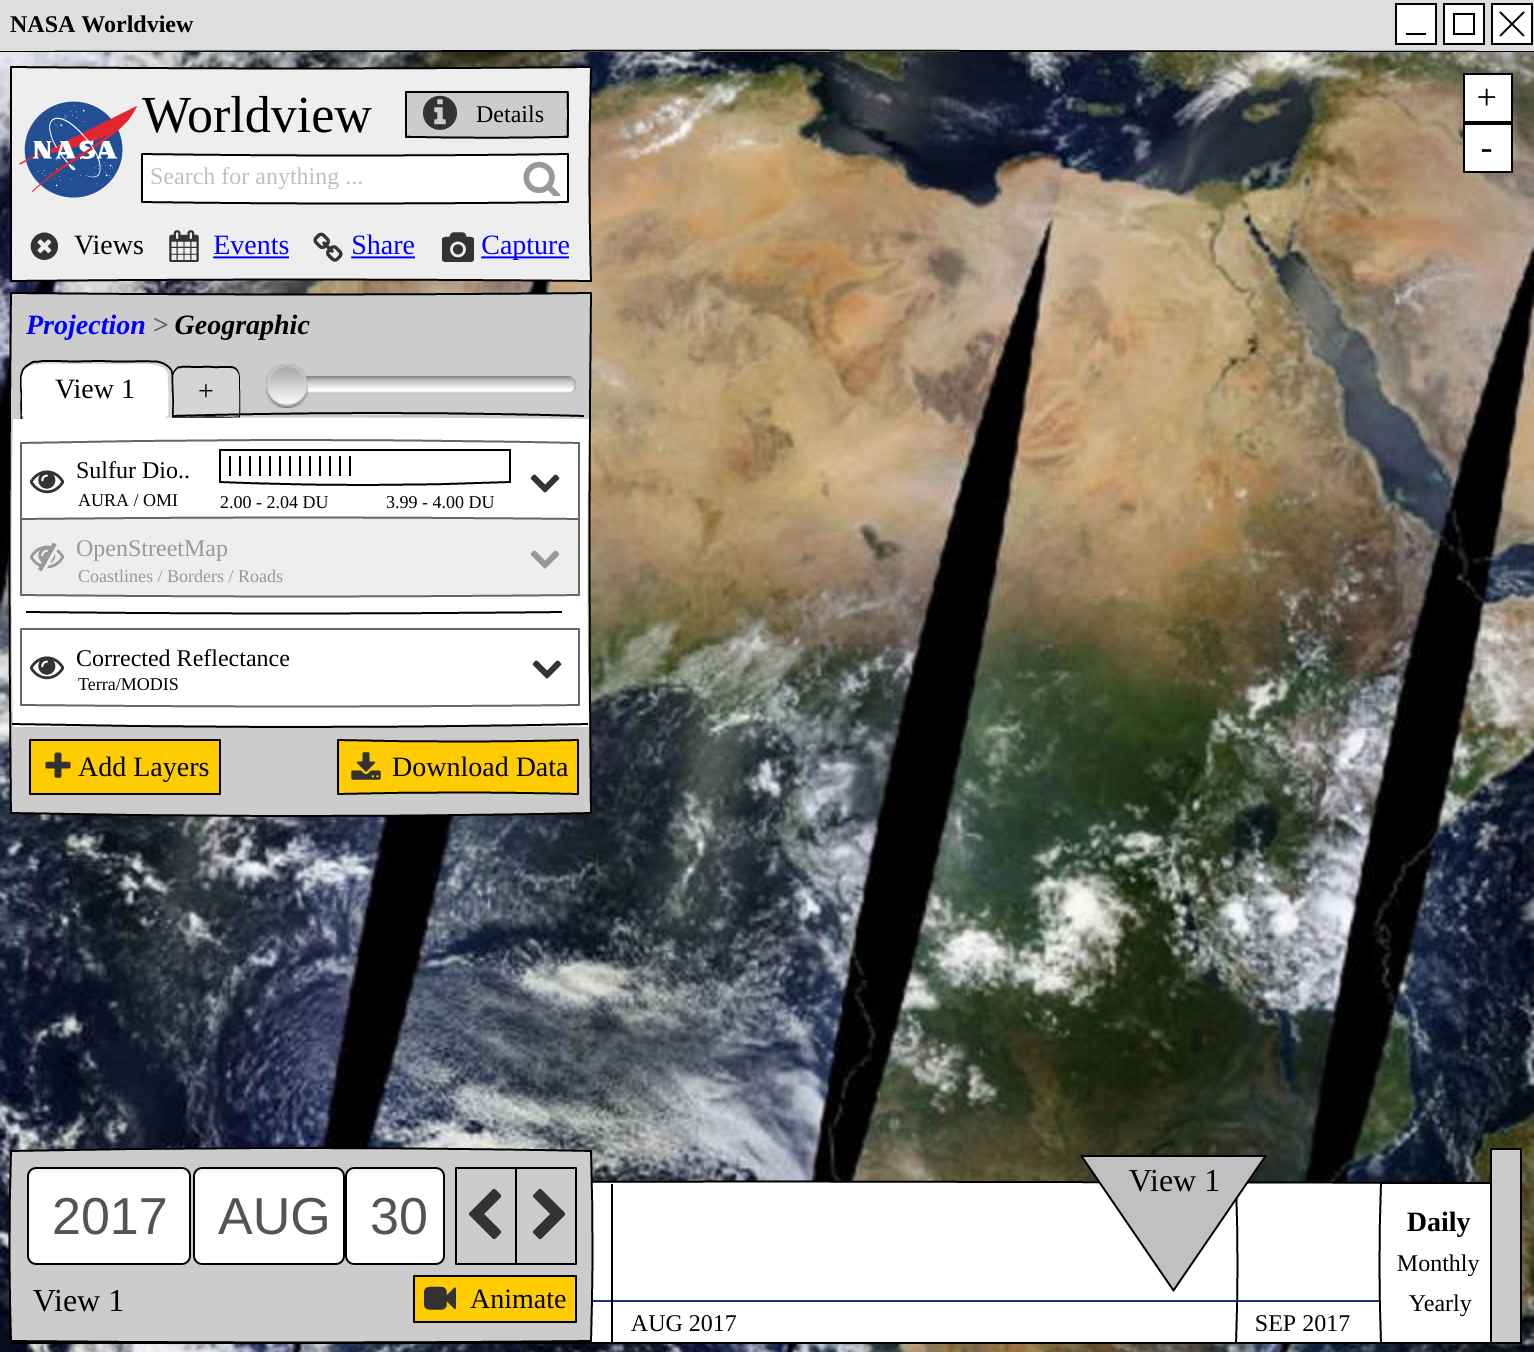 NASA Worldview
Worldview
Details
NASA
Search for anything ...
Views Events Share Capture
+
-
Projection > Geographic
View 1 +
Sulfur Dio..
AURA / OMI 2.00 - 2.04 DU 3.99 - 4.00 DU
OpenStreetMap
Coastlines / Borders / Roads
Corrected Reflectance
Terra/MODIS
Add Layers Download Data
2017 AUG 30
View 1 Animate
View 1
AUG 2017 SEP 2017
Daily
Monthly
Yearly